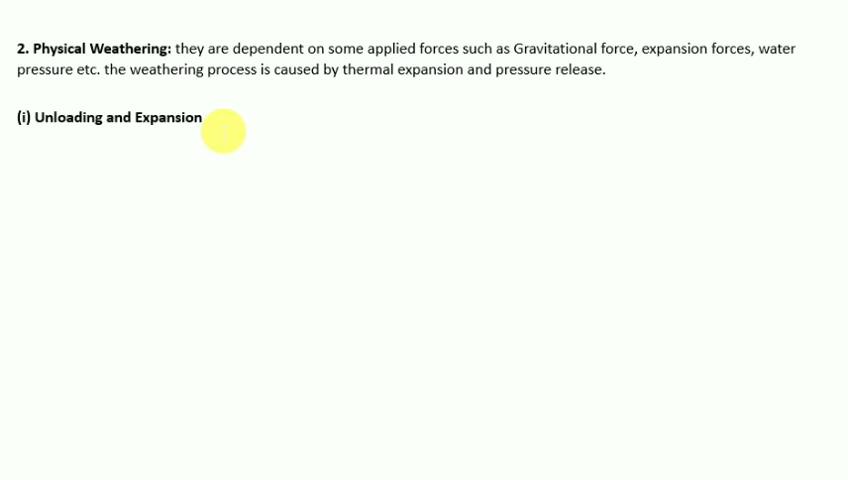 2. Physical Weathering: they are dependent on some applied forces such as Gravitational force, expansion forces, water
pressure etc. the weathering process is caused by thermal expansion and pressure release.
(i) Unloading and Expansion